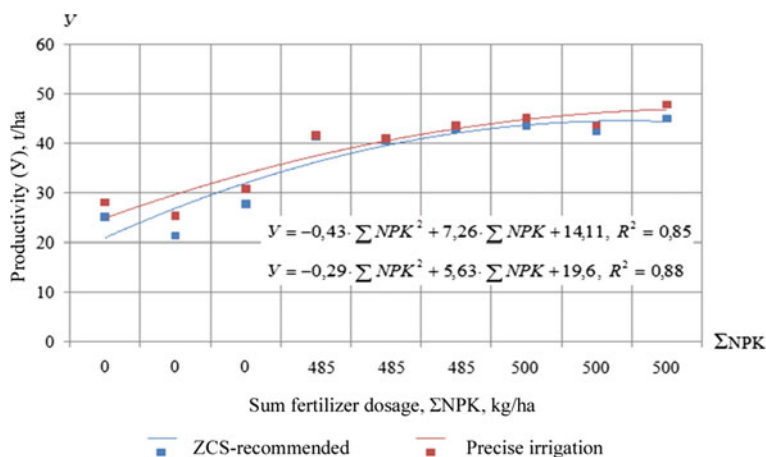 У
60
50
40
30
20
10
0
Productivity (У), t/ha
У = −0,43· ∑ NPK² + 7,26· ∑ NPK + 14,11, R² = 0,85
У = −0,29· ∑ NPK² + 5,63· ∑ NPK + 19,6, R² = 0,88
ΣNPK
0 0 0 485 485 485 500 500 500
Sum fertilizer dosage, ΣNPK, kg/ha
ZCS-recommended Precise irrigation